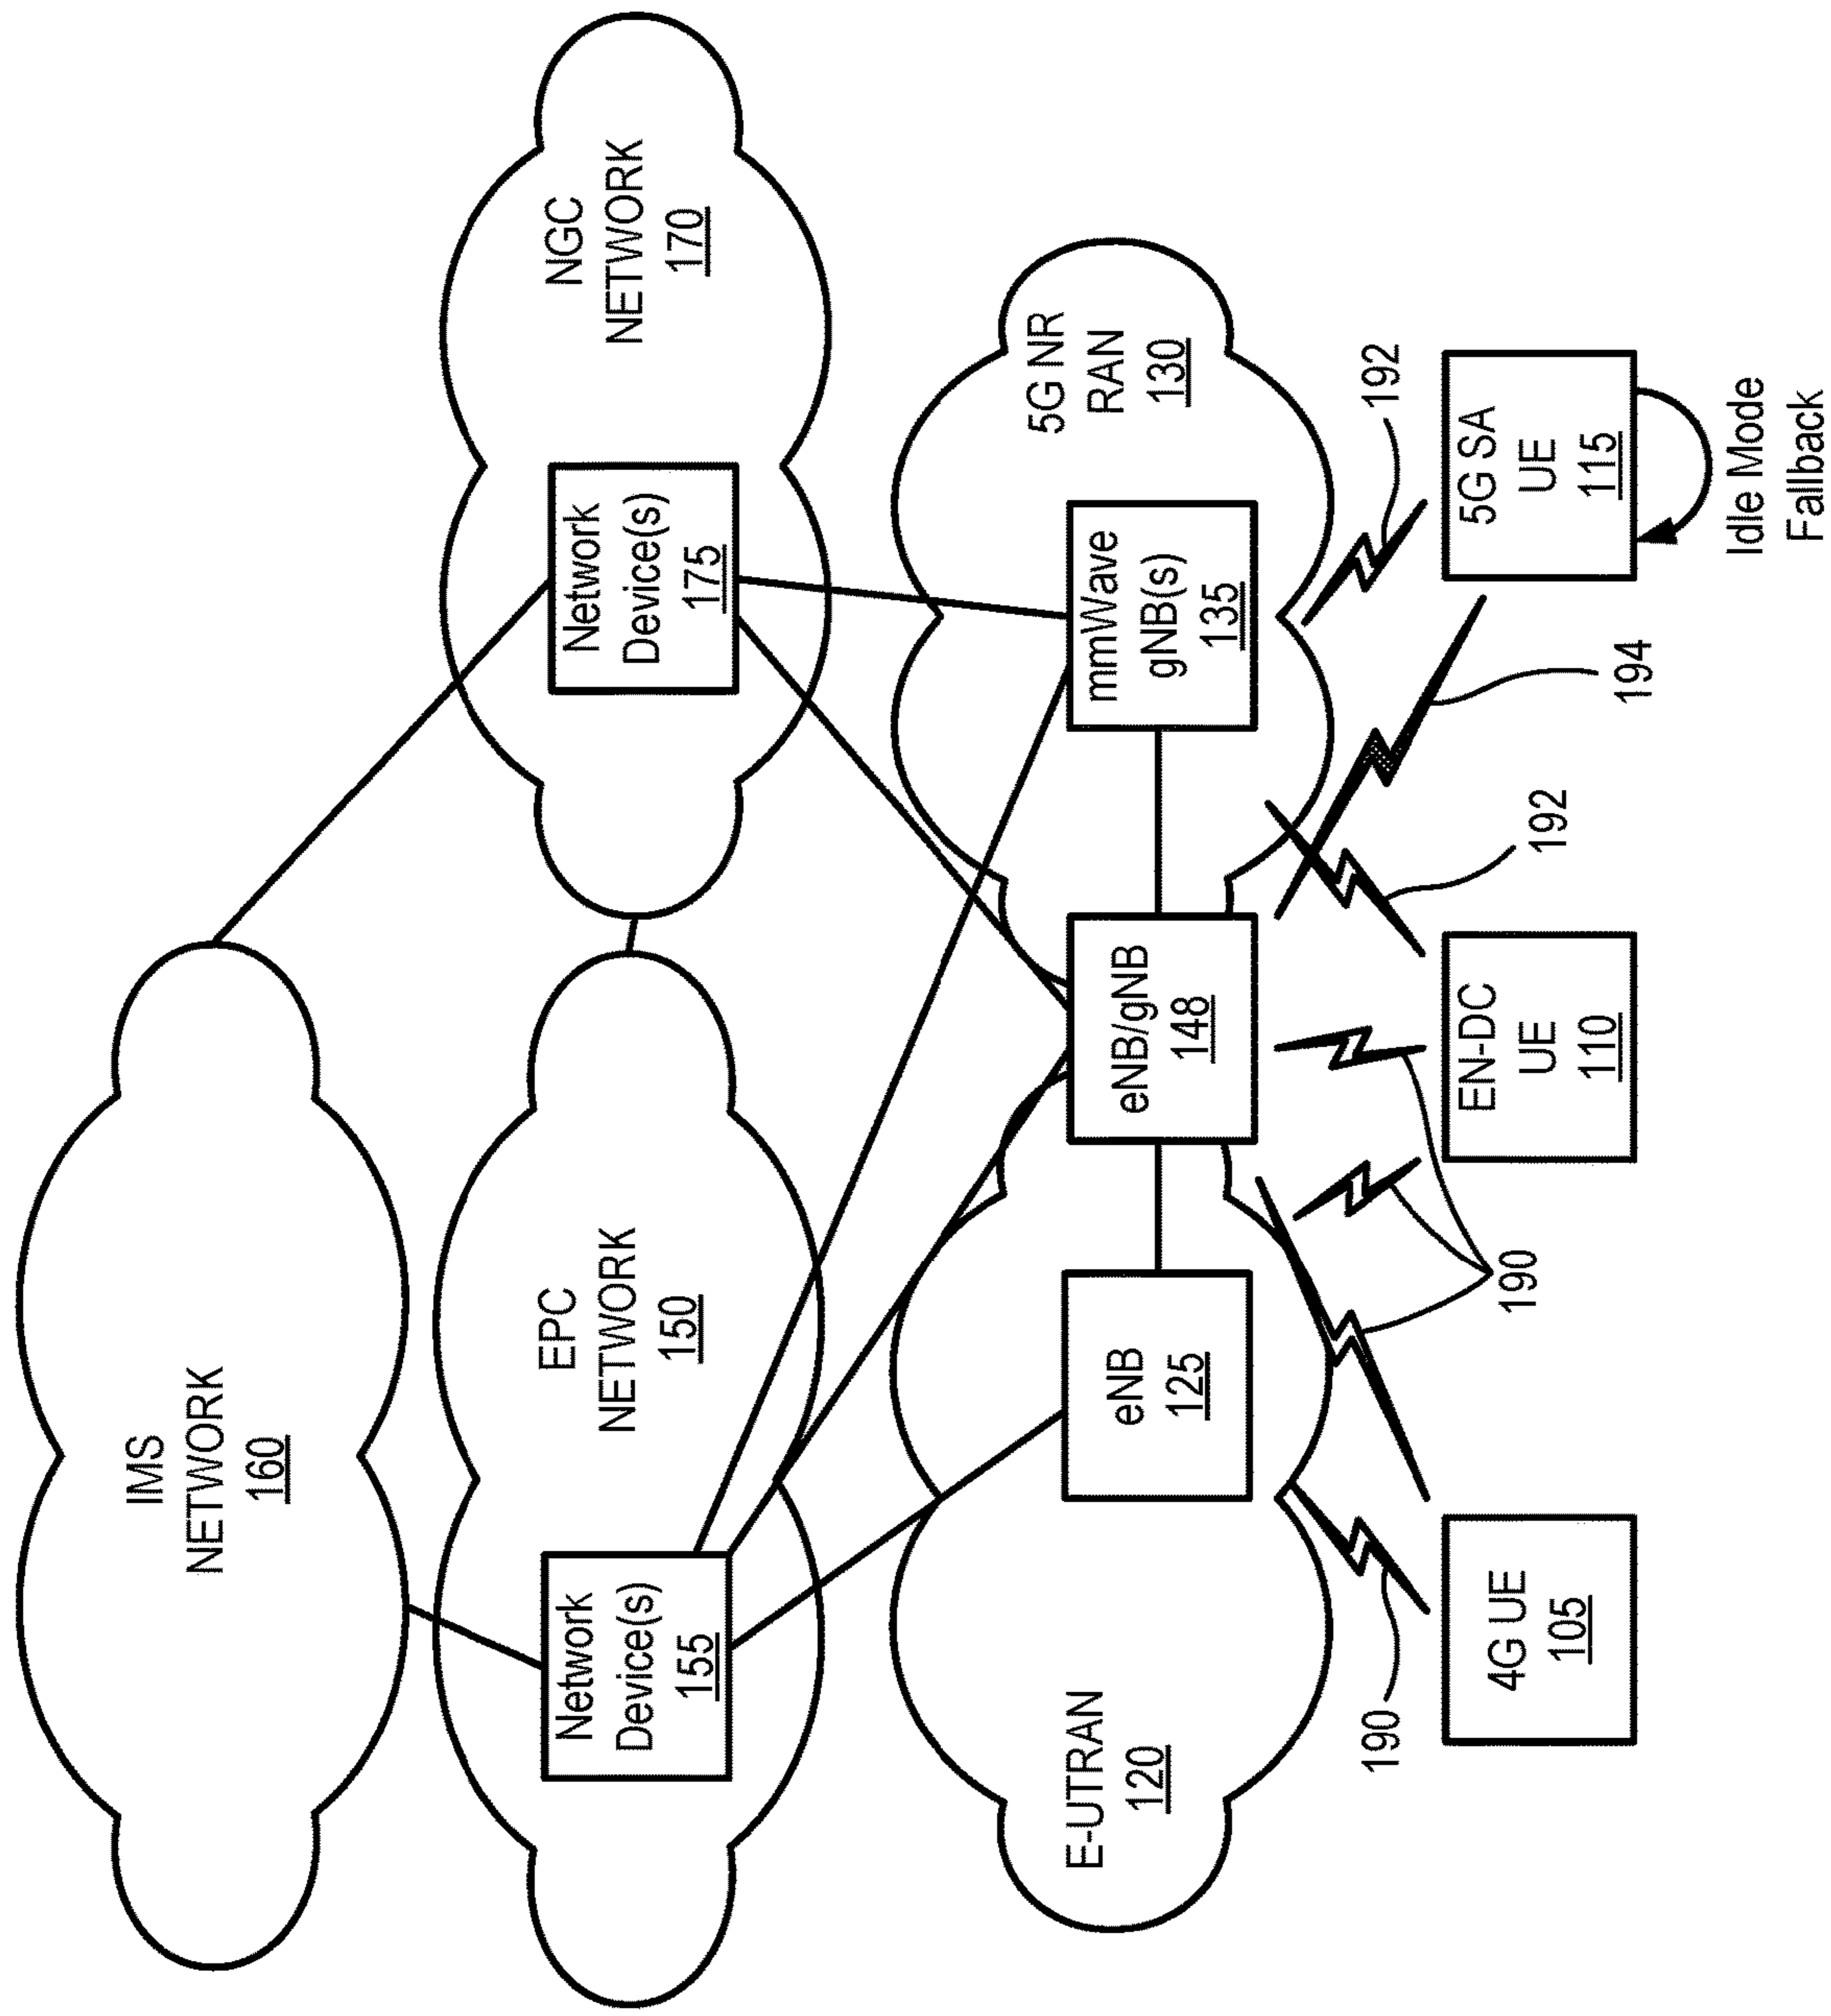 IMS
NETWORK
160
EPC
NETWORK
150
NGC
NETWORK
170
Network
Device(s)
155
Network
Device(s)
175
E-UTRAN
120
eNB
125
eNB/gNB
148
mmWave
gNB(s)
135
5G NR
RAN
130
190
190
192
194
192
4G UE
105
EN-DC
UE
110
5G SA
UE
115
Idle Mode
Fallback